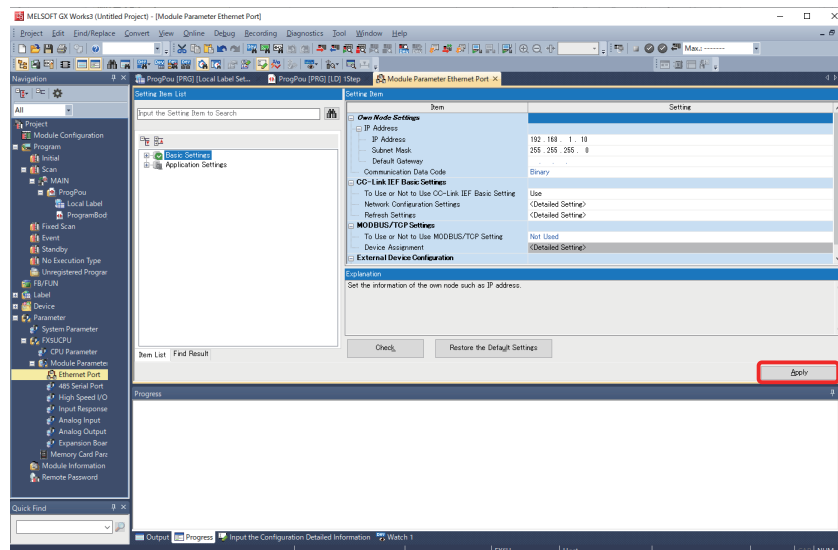 MELSOFT GX Works3 (Untitled Project) - [Module Parameter Ethernet Port]
Project Edit Find/Replace Convert View Online Debug Recording Diagnostics Tool Window Help
Max.:
Navigation
ProgPou [PRG] [Local Label Set...
ProgPou [PRG] [LD] 1Step
Module Parameter Ethernet Port
All
Project
Module Configuration
Program
Initial
Scan
MAIN
ProgPou
Local Label
ProgramBod
Fixed Scan
Event
Standby
No Execution Type
Unregistered Prograr
FB/FUN
Label
Device
Parameter
System Parameter
FX5UCPU
CPU Parameter
Module Parameter
Ethernet Port
485 Serial Port
High Speed I/O
Input Response
Analog Input
Analog Output
Expansion Boar
Memory Card Parc
Module Information
Remote Password
Quick Find
Setting Item List
Input the Setting Item to Search
Basic Settings
Application Settings
Item List Find Result
Setting Item
Item Setting
Own Node Settings
IP Address
IP Address 192 . 168 . 1 . 10
Subnet Mask 255 . 255 . 255 . 0
Default Gateway . . .
Communication Data Code Binary
CC-Link IEF Basic Settings
To Use or Not to Use CC-Link IEF Basic Setting Use
Network Configuration Settings <Detailed Setting>
Refresh Settings <Detailed Setting>
MODBUS/TCP Settings
To Use or Not to Use MODBUS/TCP Setting Not Used
Device Assignment <Detailed Setting>
External Device Configuration
Explanation
Set the information of the own node such as IP address.
Check
Restore the Default Settings
Apply
Progress
Output Progress Input the Configuration Detailed Information Watch 1